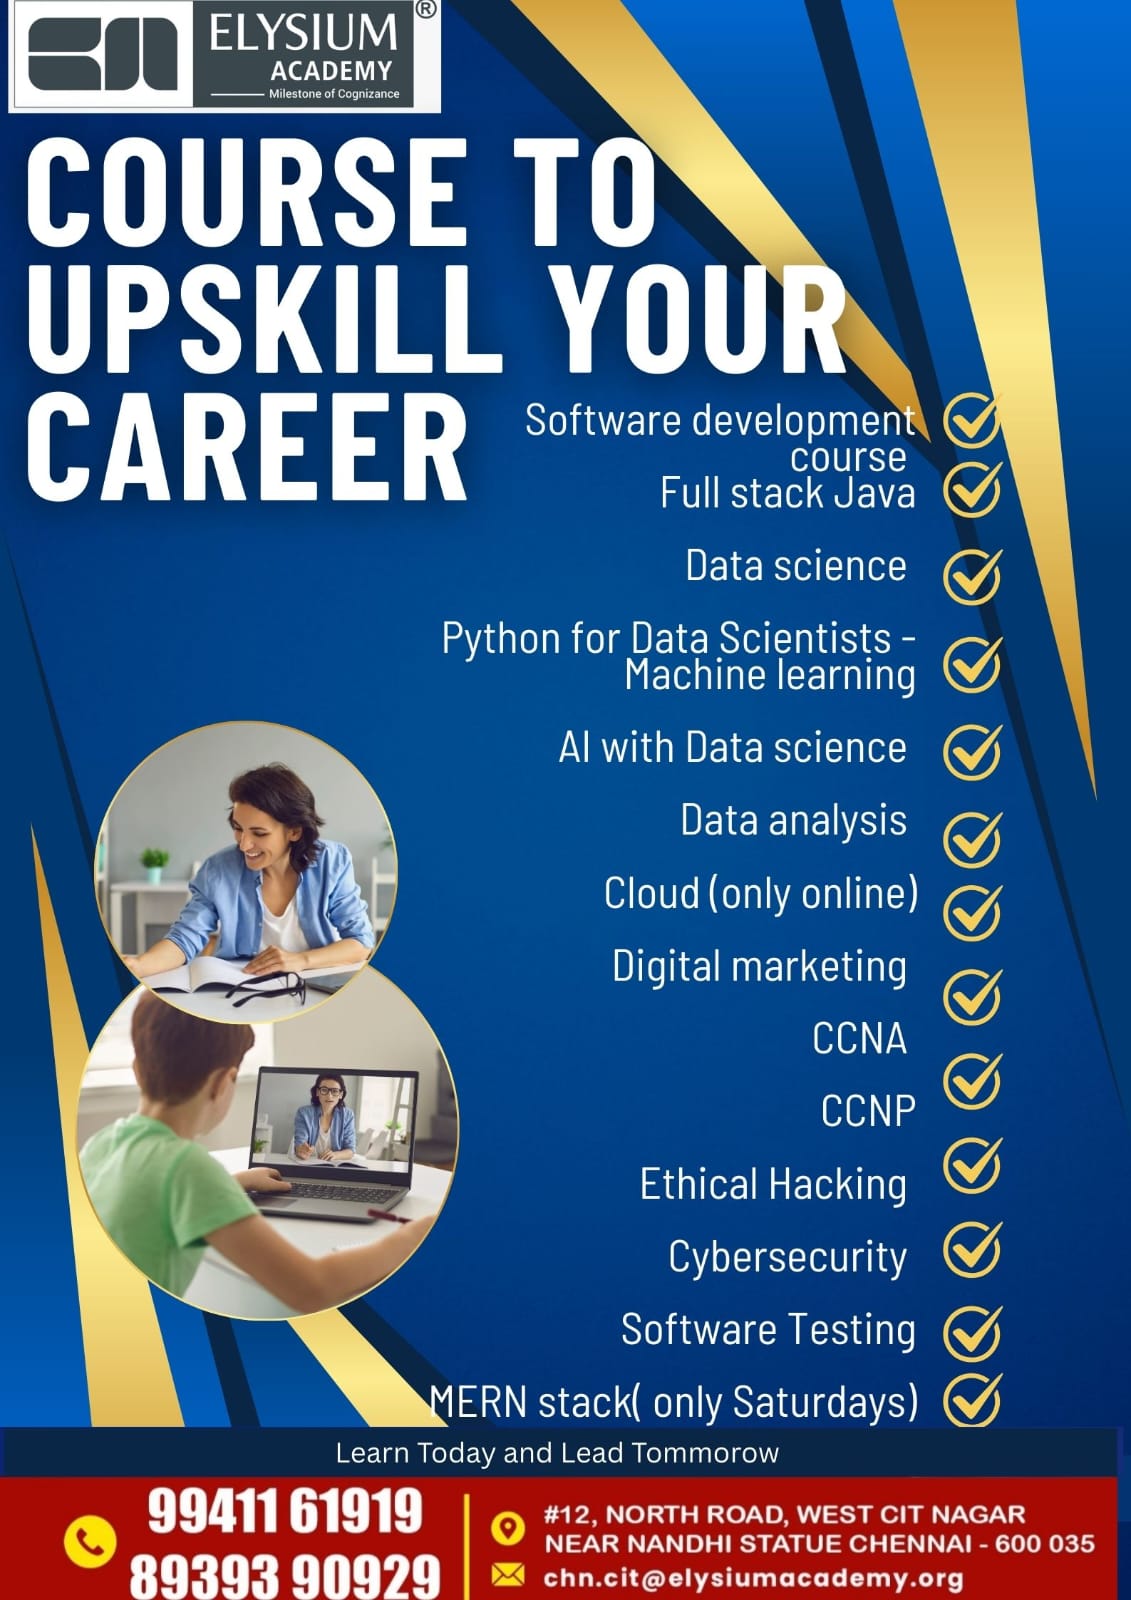 ELYSIUM
®
ACADEMY
Milestone of Cognizance
COURSE TO
UPSKILL YOUR
CAREER
Software development
course
Full stack Java
Data science
Python for Data Scientists -
Machine learning
AI with Data science
Data analysis
Cloud (only online)
Digital marketing
CCNA
CCNP
Ethical Hacking
Cybersecurity
Software Testing
MERN stack( only Saturdays)
Learn Today and Lead Tommorow
99411 61919
89393 90929
#12, NORTH ROAD, WEST CIT NAGAR
NEAR NANDHI STATUE CHENNAI - 600 035
chn.cit@elysiumacademy.org